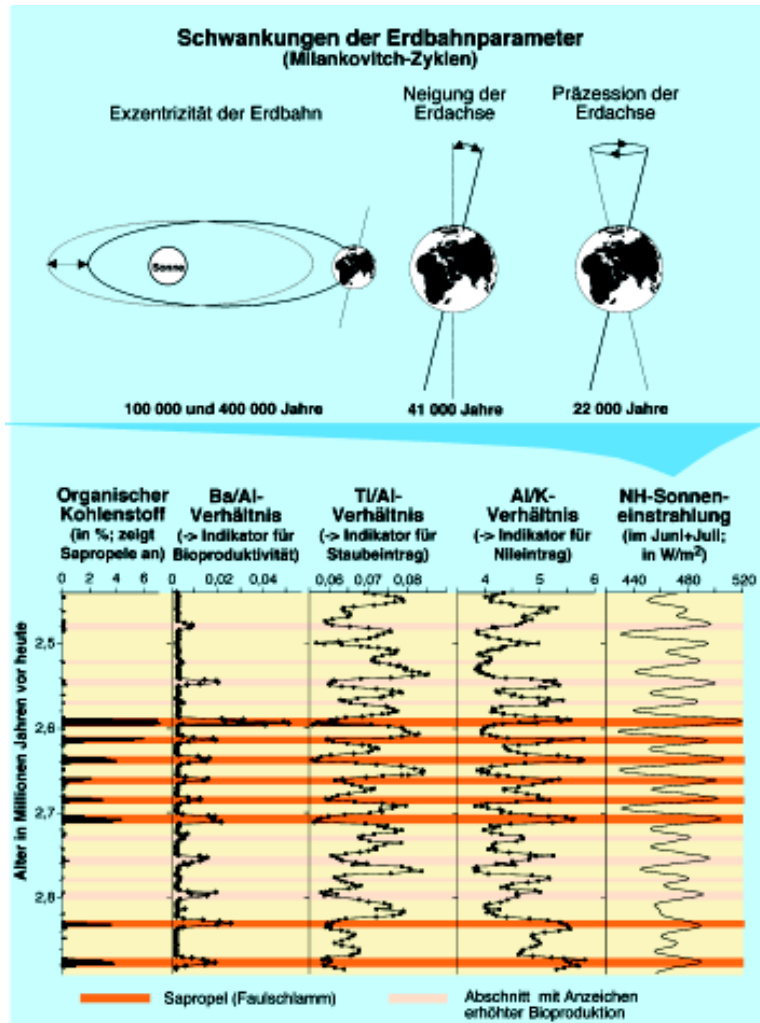 Schwankungen der Erdbahnparameter
(Milankovitch-Zyklen)
Exzentrizität der Erdbahn
Neigung der
Erdachse
Präzession der
Erdachse
Sonne
100 000 und 400 000 Jahre
41 000 Jahre
22 000 Jahre
Organischer
Kohlenstoff
(in %; zeigt
Sapropele an)
Ba/Al-
Verhältnis
(-> Indikator für
Bioproduktivität)
Ti/Al-
Verhältnis
(-> Indikator für
Staubeintrag)
Al/K-
Verhältnis
(-> Indikator für
Nileintrag)
NH-Sonnen-
einstrahlung
(im Juni+Juli;
in W/m²)
0 2 4 6
0 0,02 0,04
0,06 0,07 0,08
4 5 6
440 480 520
Alter in Millionen Jahren vor heute
2,5
2,6
2,7
2,8
Sapropel (Faulschlamm)
Abschnitt mit Anzeichen
erhöhter Bioproduktion